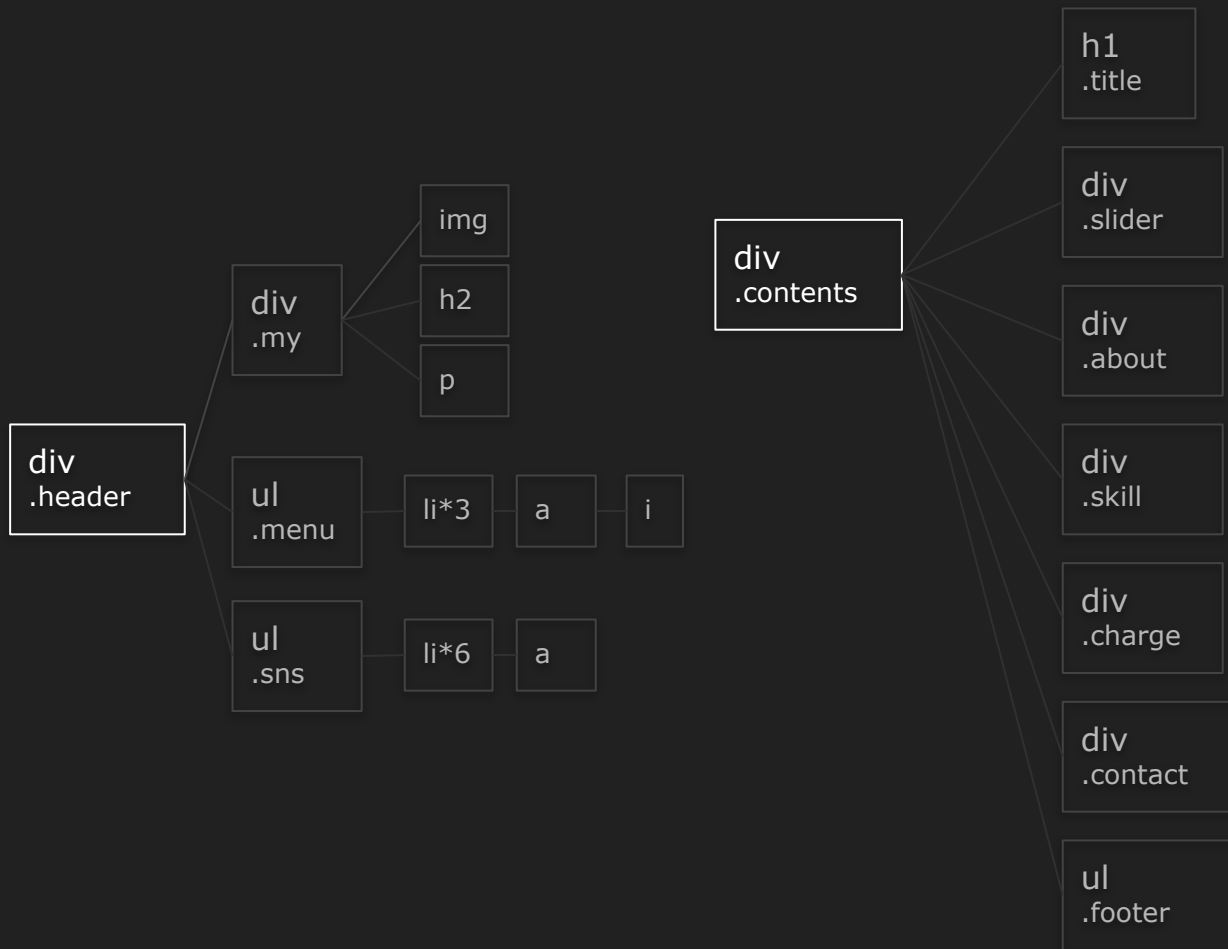 div
.header
div
.my
img
h2
p
ul
.menu
li*3
a
i
ul
.sns
li*6
a
div
.contents
h1
.title
div
.slider
div
.about
div
.skill
div
.charge
div
.contact
ul
.footer